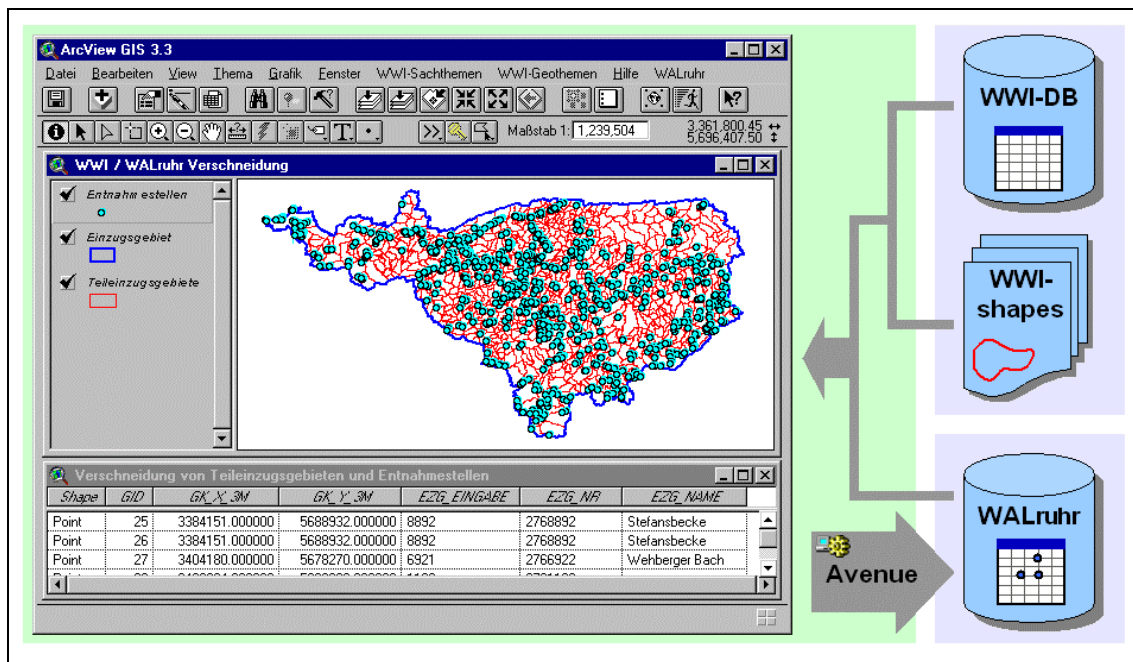 ArcView GIS 3.3
Datei Bearbeiten View Thema Grafik Fenster WWI-Sachthemen WWI-Geothemen Hilfe WALruhr
Maßstab 1: 1,239,504 3,361,800.45
5,696,407.50
WWI / WALruhr Verschneidung
Entnahmestellen
Einzugsgebiet
Teileinzugsgebiete
Verschneidung von Teileinzugsgebieten und Entnahmestellen
Shape GID GK_X_3M GK_Y_3M EZG_EINGABE EZG_NR EZG_NAME
Point 25 3384151.000000 5688932.000000 8892 2768892 Stefansbecke
Point 26 3384151.000000 5688932.000000 8892 2768892 Stefansbecke
Point 27 3404180.000000 5678270.000000 6921 2766922 Wehberger Bach
WWI-DB
WWI-
shapes
WALruhr
Avenue